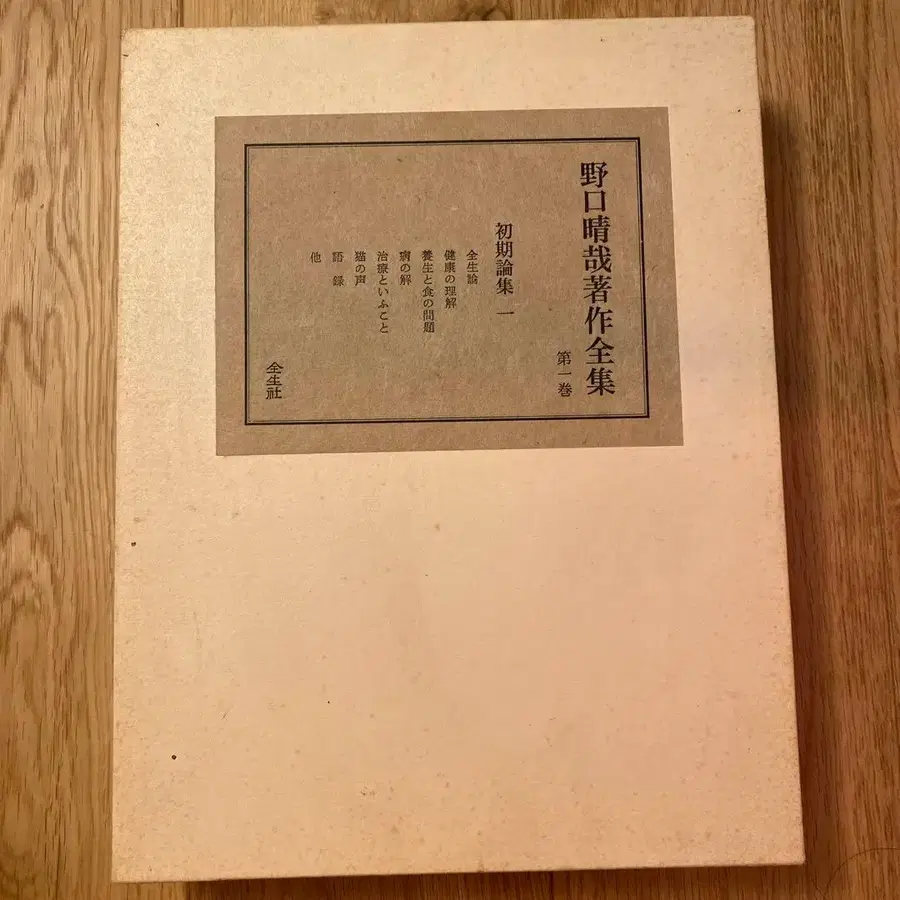 野口晴哉著作全集
第一巻
初期論集 一
全生論
健康の理解
養生と食の問題
病の解
治療といふこと
猫の声
語録
他
全生社